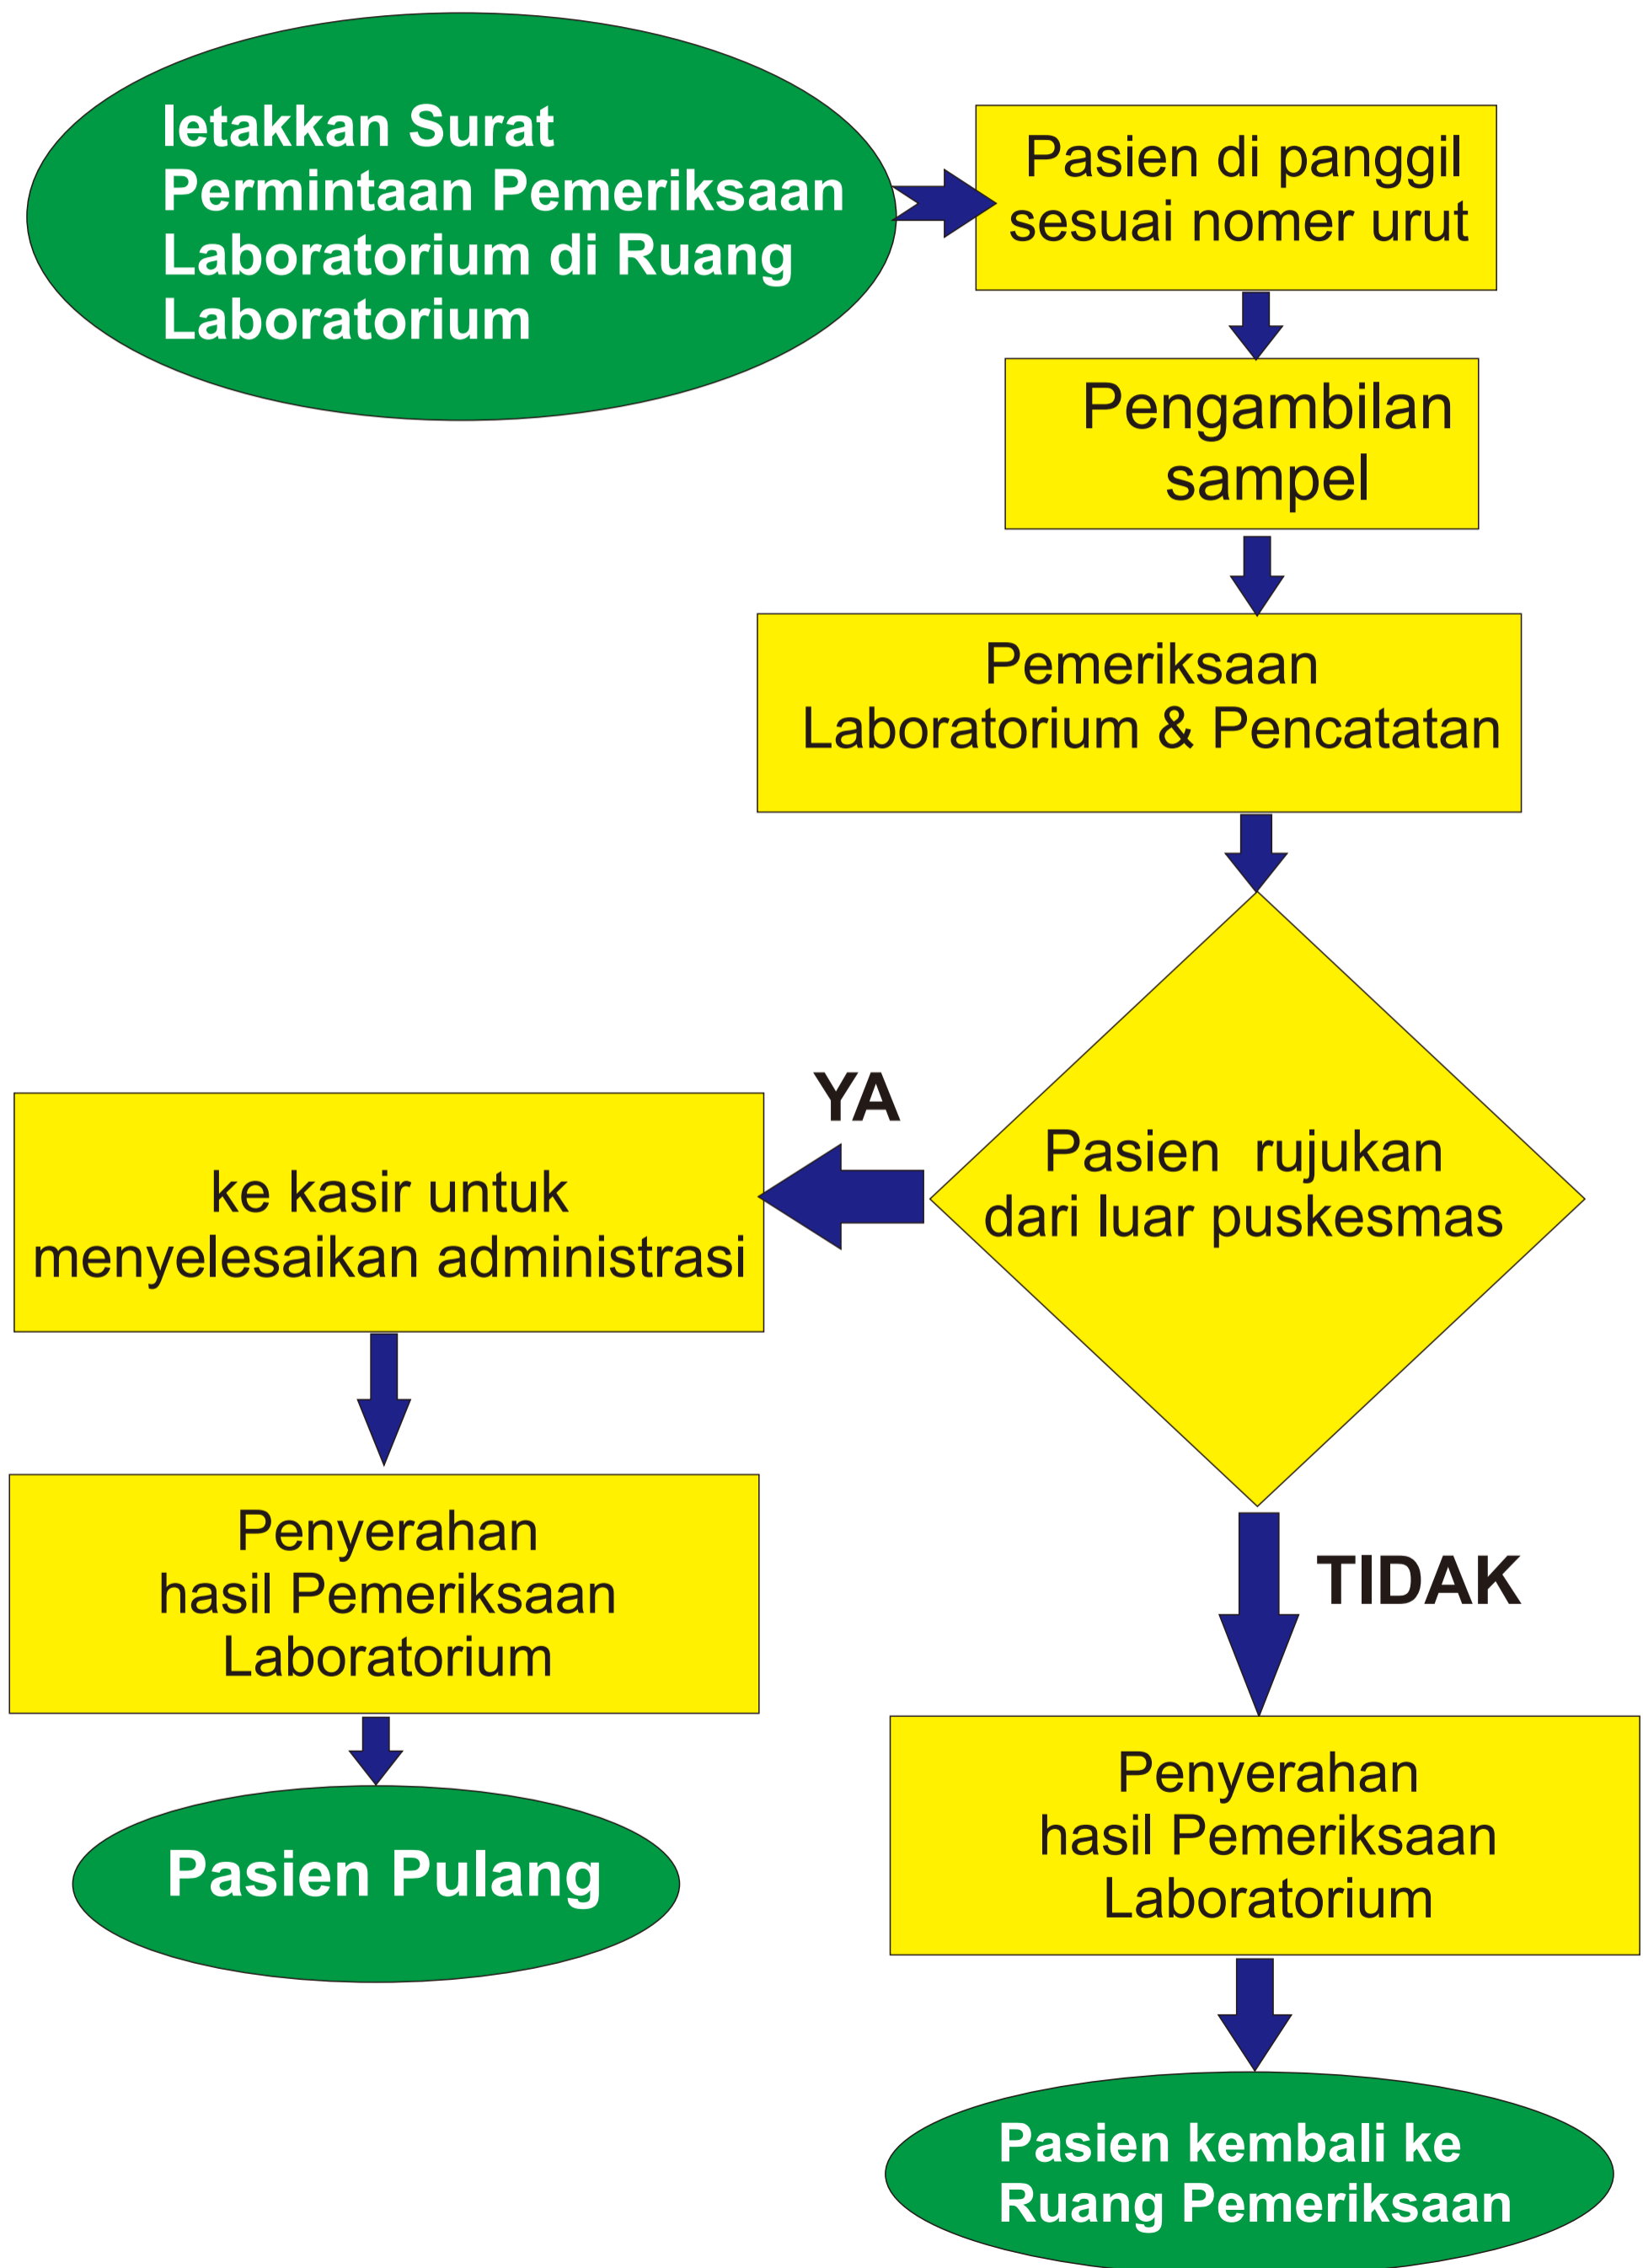 letakkan Surat
Permintaan Pemeriksaan
Laboratorium di Ruang
Laboratorium
Pasien di panggil
sesuai nomer urut
Pengambilan
sampel
Pemeriksaan
Laboratorium & Pencatatan
Pasien rujukan
dari luar puskesmas
YA
ke kasir untuk
menyelesaikan administrasi
Penyerahan
hasil Pemeriksaan
Laboratorium
Pasien Pulang
TIDAK
Penyerahan
hasil Pemeriksaan
Laboratorium
Pasien kembali ke
Ruang Pemeriksaan